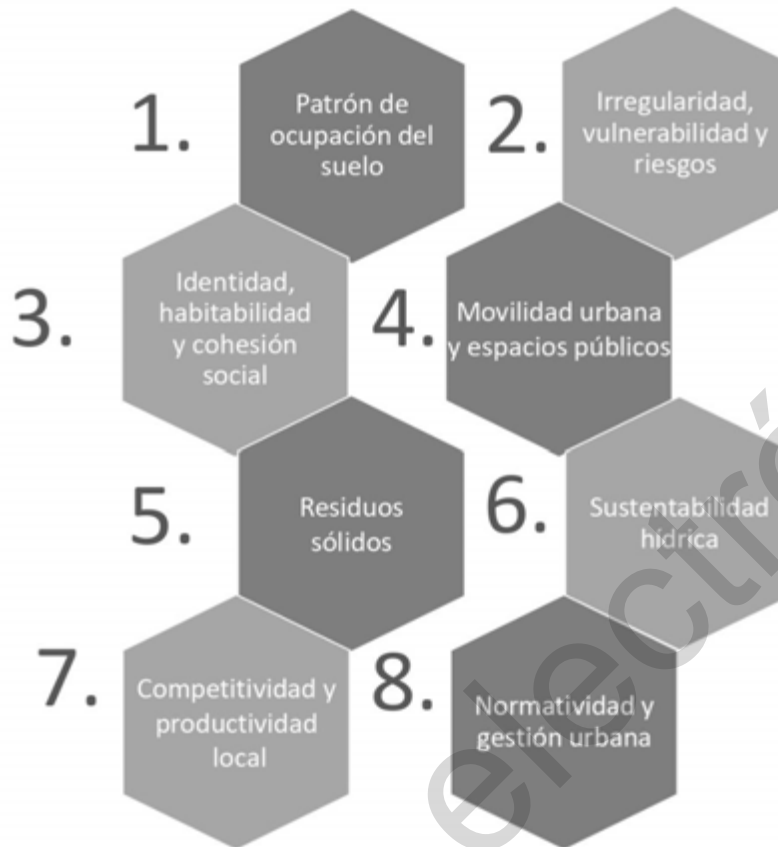 1.
Patrón de
ocupación del
suelo
2.
Irregularidad,
vulnerabilidad y
riesgos
3.
Identidad,
habitabilidad
y cohesión
social
4.
Movilidad urbana
y espacios públicos
5.
Residuos
sólidos
6.
Sustentabilidad
hídrica
7.
Competitividad y
productividad
local
8.
Normatividad y
gestión urbana
electró